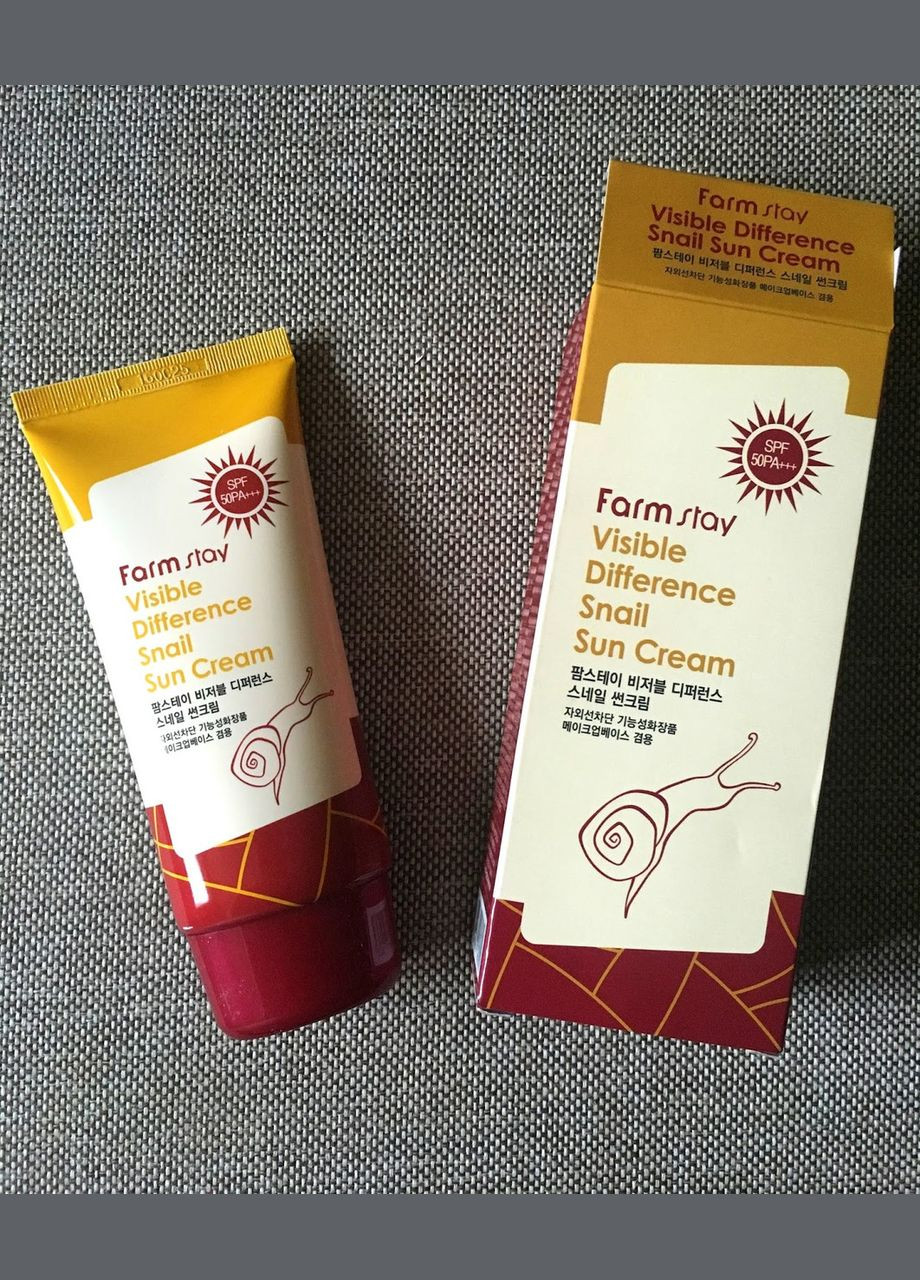 160025
SPF
50PA+++
Farm stay
Visible
Difference
Snail
Sun Cream
팜스테이 비저블 디퍼런스
스네일 썬크림
자외선차단 기능성화장품
메이크업베이스 겸용
Farm stay
Visible Difference
Snail Sun Cream
팜스테이 비저블 디퍼런스 스네일 썬크림
자외선차단 기능성화장품 메이크업베이스 겸용
SPF
50PA+++
Farm stay
Visible
Difference
Snail
Sun Cream
팜스테이 비저블 디퍼런스
스네일 썬크림
자외선차단 기능성화장품
메이크업베이스 겸용